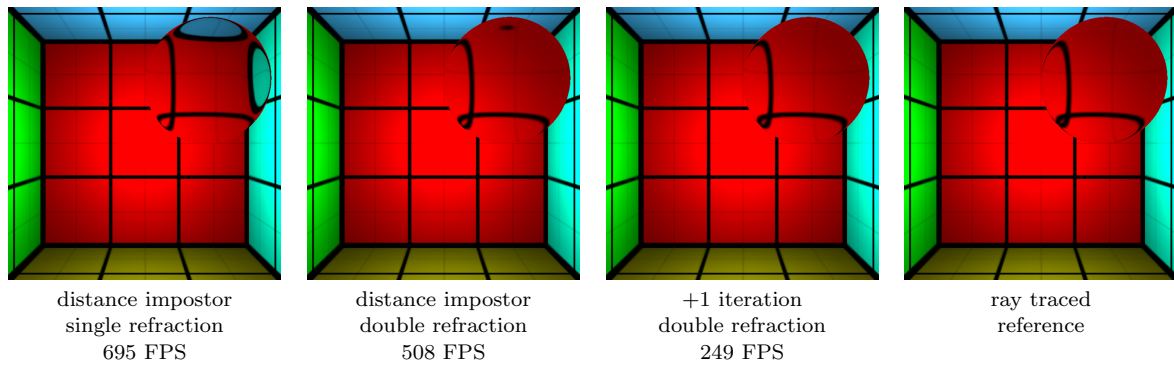 distance impostor
single refraction
695 FPS
distance impostor
double refraction
508 FPS
+1 iteration
double refraction
249 FPS
ray traced
reference